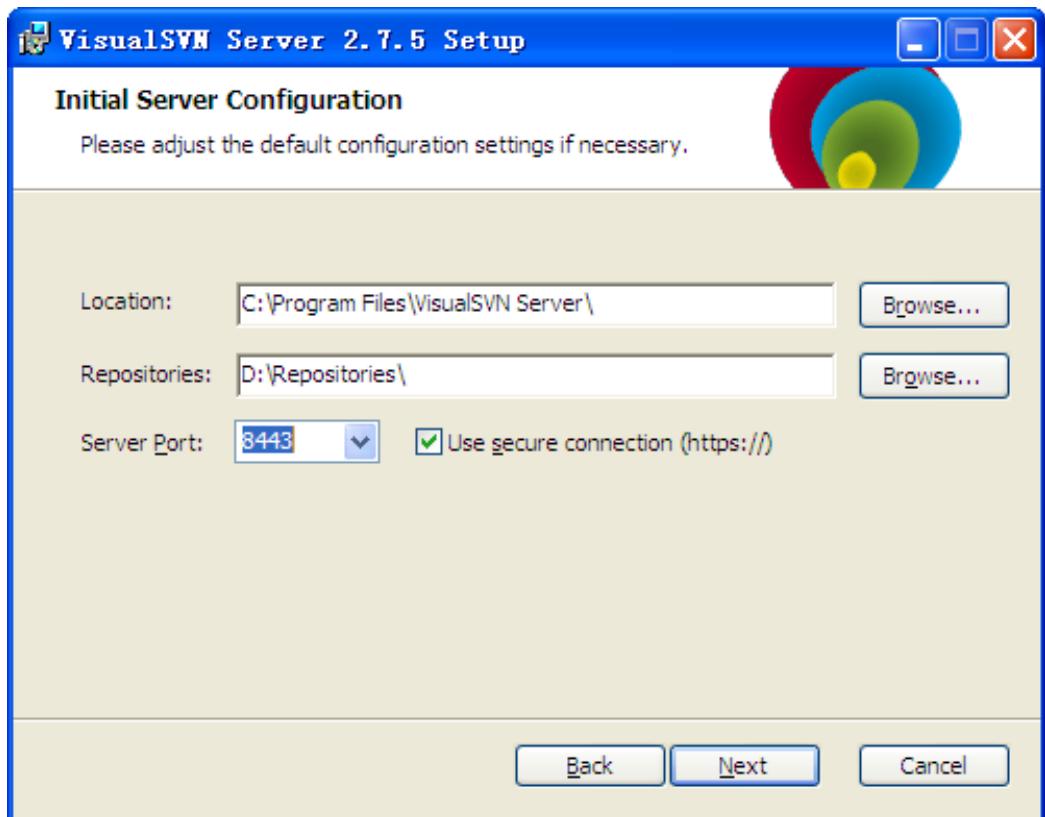 VisualSVN Server 2.7.5 Setup
Initial Server Configuration
Please adjust the default configuration settings if necessary.
Location: C:\Program Files\VisualSVN Server\ Browse...
Repositories: D:\Repositories\ Browse...
Server Port: 8443 Use secure connection (https://)
Back Next Cancel